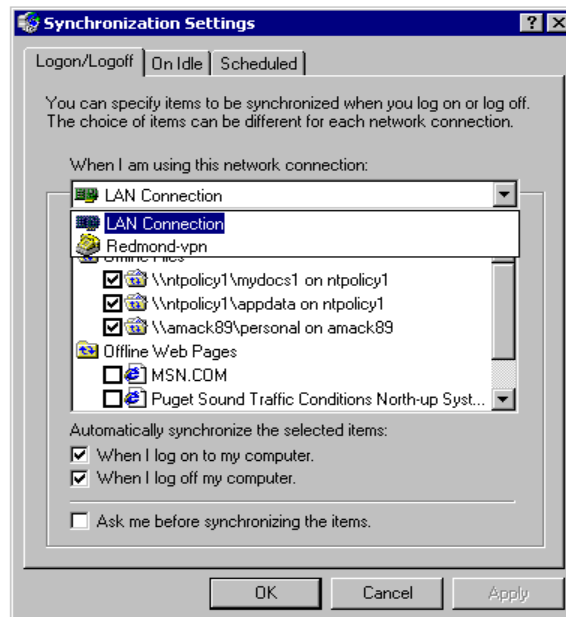 Synchronization Settings
Logon/Logoff On Idle Scheduled
You can specify items to be synchronized when you log on or log off.
The choice of items can be different for each network connection.
When I am using this network connection:
LAN Connection
LAN Connection
Redmond-vpn
Offline Files
\\ntpolicy1\mydocs1 on ntpolicy1
\\ntpolicy1\appdata on ntpolicy1
\\amack89\personal on amack89
Offline Web Pages
MSN.COM
Puget Sound Traffic Conditions North-up Syst...
Automatically synchronize the selected items:
When I log on to my computer.
When I log off my computer.
Ask me before synchronizing the items.
OK Cancel Apply